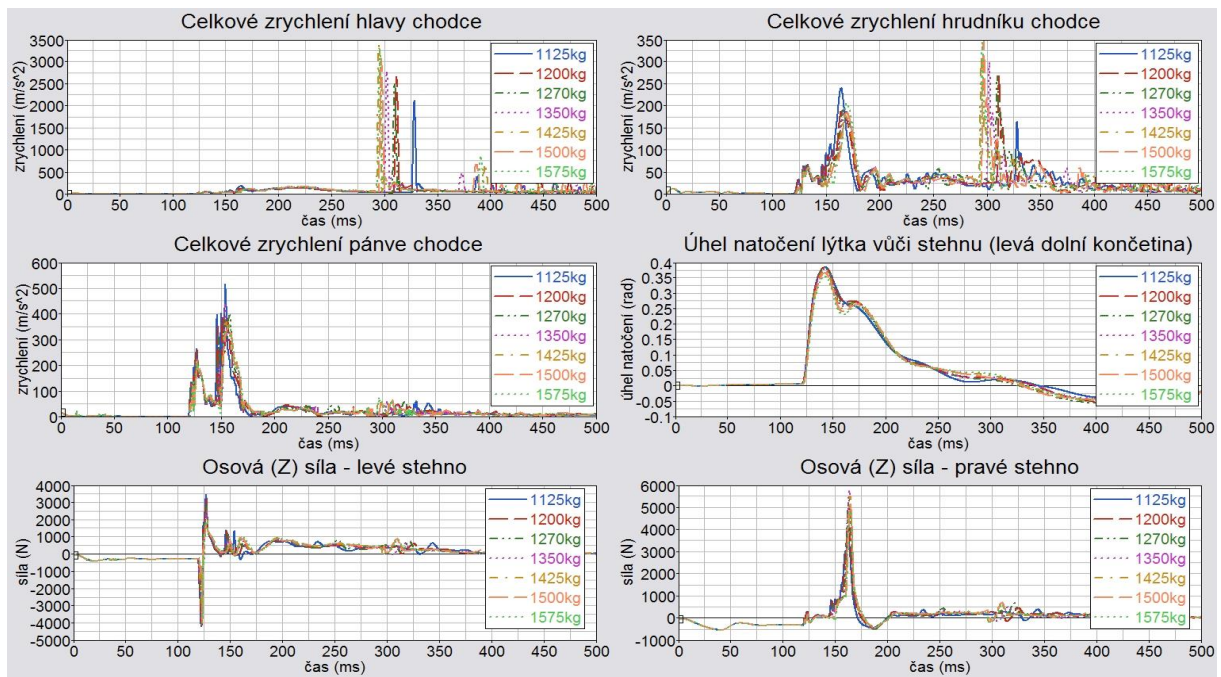 Celkové zrychlení hlavy chodce
zrychlení (m/s^2)
3500
3000
2500
2000
1500
1000
500
0
0 50 100 150 200 250 300 350 400 450 500
čas (ms)
1125kg
1200kg
1270kg
1350kg
1425kg
1500kg
1575kg
Celkové zrychlení hrudníku chodce
zrychlení (m/s^2)
350
300
250
200
150
100
50
0
0 50 100 150 200 250 300 350 400 450 500
čas (ms)
1125kg
1200kg
1270kg
1350kg
1425kg
1500kg
1575kg
Celkové zrychlení pánve chodce
zrychlení (m/s^2)
600
500
400
300
200
100
0
0 50 100 150 200 250 300 350 400 450 500
čas (ms)
1125kg
1200kg
1270kg
1350kg
1425kg
1500kg
1575kg
Úhel natočení lýtka vůči stehnu (levá dolní končetina)
úhel natočení (rad)
0.4
0.35
0.3
0.25
0.2
0.15
0.1
0.05
0
-0.05
-0.1
0 50 100 150 200 250 300 350 400 450 500
čas (ms)
1125kg
1200kg
1270kg
1350kg
1425kg
1500kg
1575kg
Osová (Z) síla - levé stehno
síla (N)
4000
3000
2000
1000
0
-1000
-2000
-3000
-4000
-5000
0 50 100 150 200 250 300 350 400 450 500
čas (ms)
1125kg
1200kg
1270kg
1350kg
1425kg
1500kg
1575kg
Osová (Z) síla - pravé stehno
síla (N)
6000
5000
4000
3000
2000
1000
0
-1000
0 50 100 150 200 250 300 350 400 450 500
čas (ms)
1125kg
1200kg
1270kg
1350kg
1425kg
1500kg
1575kg